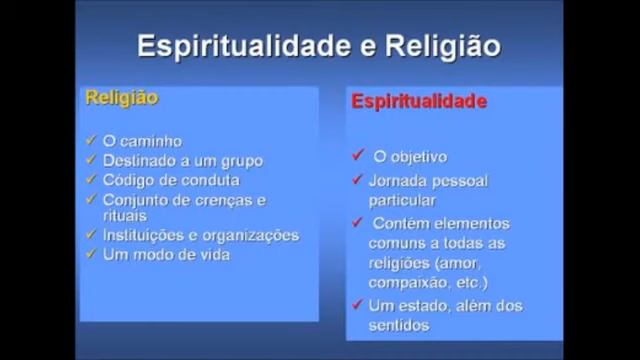 Espiritualidade e Religião
Religião
O caminho
Destinado a um grupo
Código de conduta
Conjunto de crenças e
rituais
Instituições e organizações
Um modo de vida
Espiritualidade
O objetivo
Jornada pessoal
particular
Contém elementos
comuns a todas as
religiões (amor,
compaixão, etc.)
Um estado, além dos
sentidos